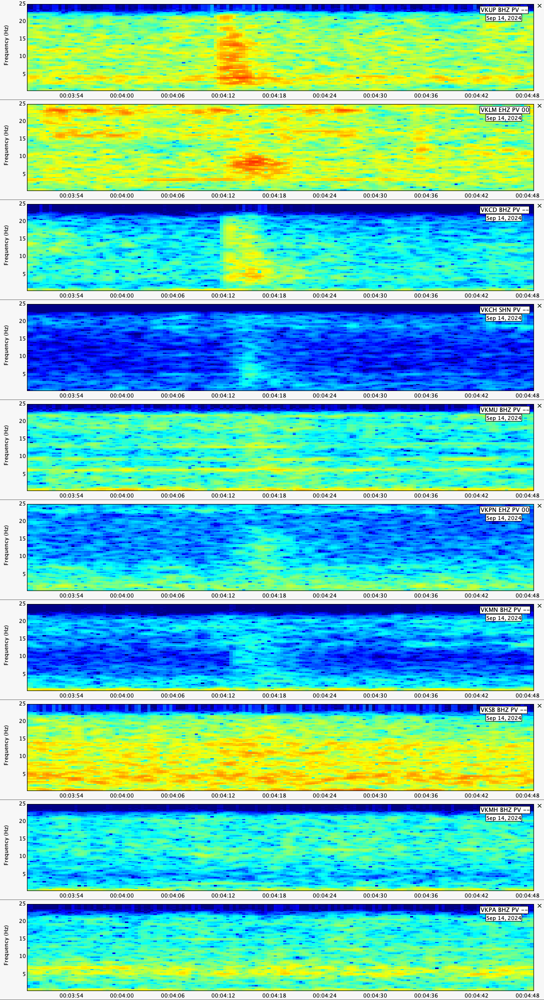 25
VKUP BHZ PV --
×
Sep 14, 2024
20
15
10
5
Frequency (Hz)
00:03:54 00:04:00 00:04:06 00:04:12 00:04:18 00:04:24 00:04:30 00:04:36 00:04:42 00:04:48
25
VKLM EHZ PV 00
×
Sep 14, 2024
20
15
10
5
Frequency (Hz)
00:03:54 00:04:00 00:04:06 00:04:12 00:04:18 00:04:24 00:04:30 00:04:36 00:04:42 00:04:48
25
VKCD BHZ PV --
×
Sep 14, 2024
20
15
10
5
Frequency (Hz)
00:03:54 00:04:00 00:04:06 00:04:12 00:04:18 00:04:24 00:04:30 00:04:36 00:04:42 00:04:48
25
VKCH SHN PV --
×
Sep 14, 2024
20
15
10
5
Frequency (Hz)
00:03:54 00:04:00 00:04:06 00:04:12 00:04:18 00:04:24 00:04:30 00:04:36 00:04:42 00:04:48
25
VKMU BHZ PV --
×
Sep 14, 2024
20
15
10
5
Frequency (Hz)
00:03:54 00:04:00 00:04:06 00:04:12 00:04:18 00:04:24 00:04:30 00:04:36 00:04:42 00:04:48
25
VKPN EHZ PV 00
×
Sep 14, 2024
20
15
10
5
Frequency (Hz)
00:03:54 00:04:00 00:04:06 00:04:12 00:04:18 00:04:24 00:04:30 00:04:36 00:04:42 00:04:48
25
VKMN BHZ PV --
×
Sep 14, 2024
20
15
10
5
Frequency (Hz)
00:03:54 00:04:00 00:04:06 00:04:12 00:04:18 00:04:24 00:04:30 00:04:36 00:04:42 00:04:48
25
VKSB BHZ PV --
×
Sep 14, 2024
20
15
10
5
Frequency (Hz)
00:03:54 00:04:00 00:04:06 00:04:12 00:04:18 00:04:24 00:04:30 00:04:36 00:04:42 00:04:48
25
VKMH BHZ PV --
×
Sep 14, 2024
20
15
10
5
Frequency (Hz)
00:03:54 00:04:00 00:04:06 00:04:12 00:04:18 00:04:24 00:04:30 00:04:36 00:04:42 00:04:48
25
VKPA BHZ PV --
×
Sep 14, 2024
20
15
10
5
Frequency (Hz)
00:03:54 00:04:00 00:04:06 00:04:12 00:04:18 00:04:24 00:04:30 00:04:36 00:04:42 00:04:48